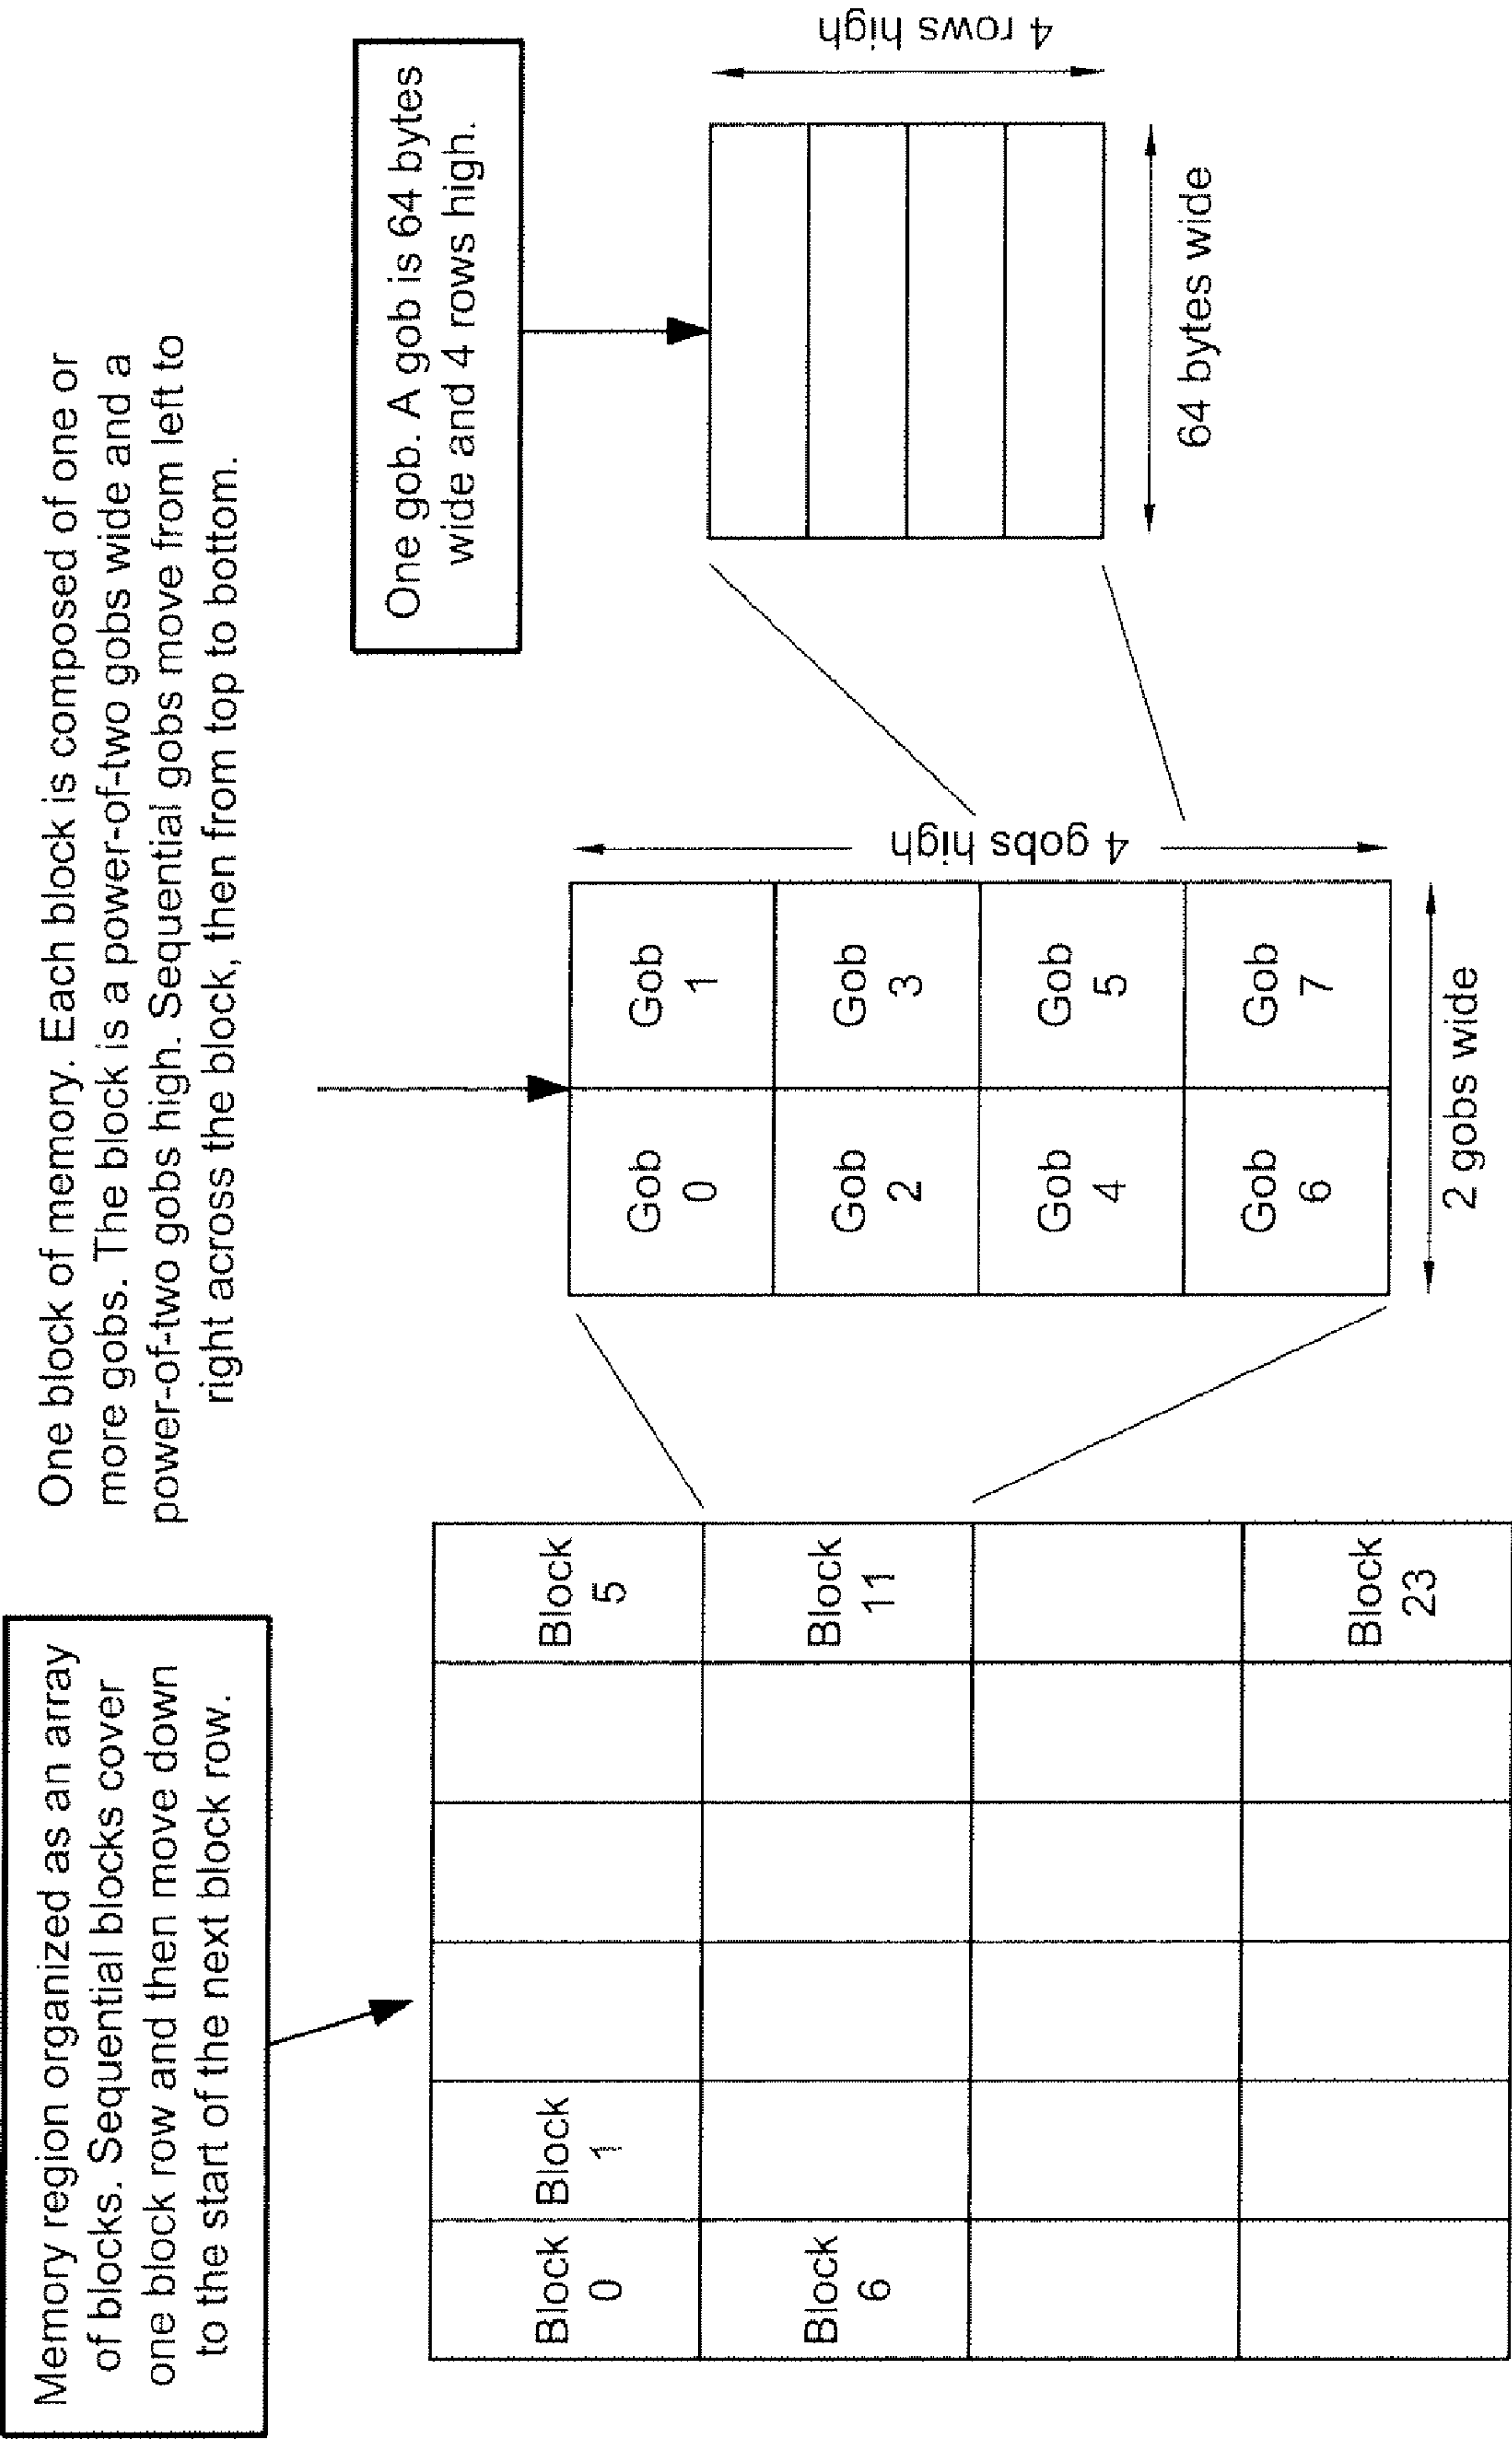 Memory region organized as an array
of blocks. Sequential blocks cover
one block row and then move down
to the start of the next block row.
Block
0
Block
1
Block
5
Block
6
Block
11
Block
23
One block of memory. Each block is composed of one or
more gobs. The block is a power-of-two gobs wide and a
power-of-two gobs high. Sequential gobs move from left to
right across the block, then from top to bottom.
Gob
0
Gob
1
Gob
2
Gob
3
Gob
4
Gob
5
Gob
6
Gob
7
4 gobs high
2 gobs wide
One gob. A gob is 64 bytes
wide and 4 rows high.
4 rows high
64 bytes wide